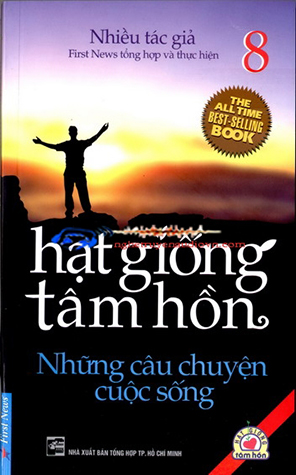 Nhiều tác giả
First News tổng hợp và thực hiện
8
THE
ALL TIME
BEST-SELLING
BOOK
hạt giống
tâm hồn
Những câu chuyện
cuộc sống
First News
NHÀ XUẤT BẢN TỔNG HỢP TP. HỒ CHÍ MINH
HẠT GIỐNG
tâm hồn